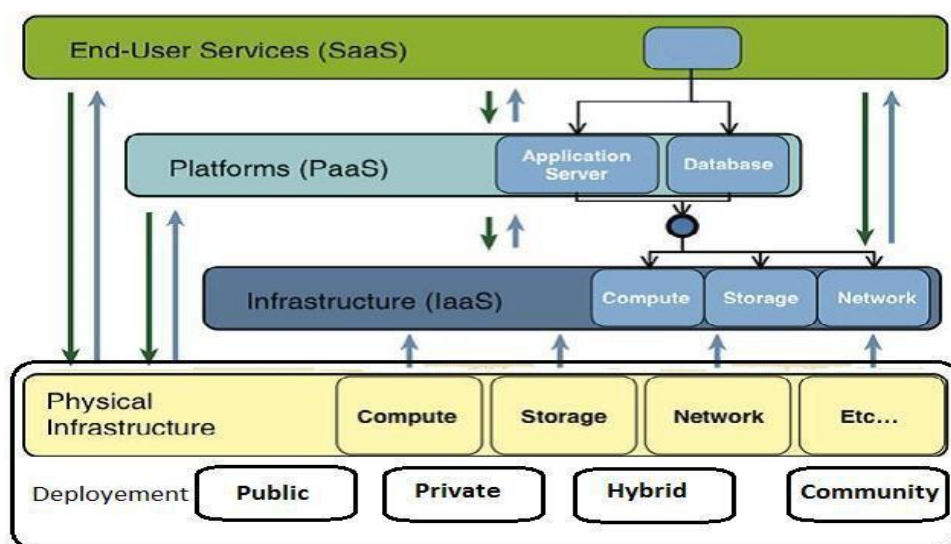 End-User Services (SaaS)
Platforms (PaaS)
Application
Server
Database
Infrastructure (IaaS)
Compute
Storage
Network
Physical
Infrastructure
Compute
Storage
Network
Etc...
Deployement
Public
Private
Hybrid
Community